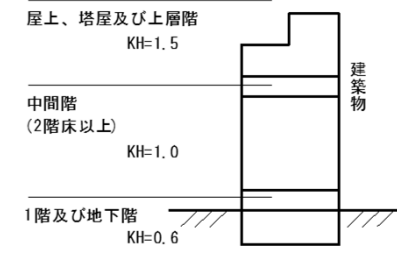 屋上、塔屋及び上層階
KH=1.5
建築物
中間階
(2階床以上)
KH=1.0
1階及び地下階
KH=0.6